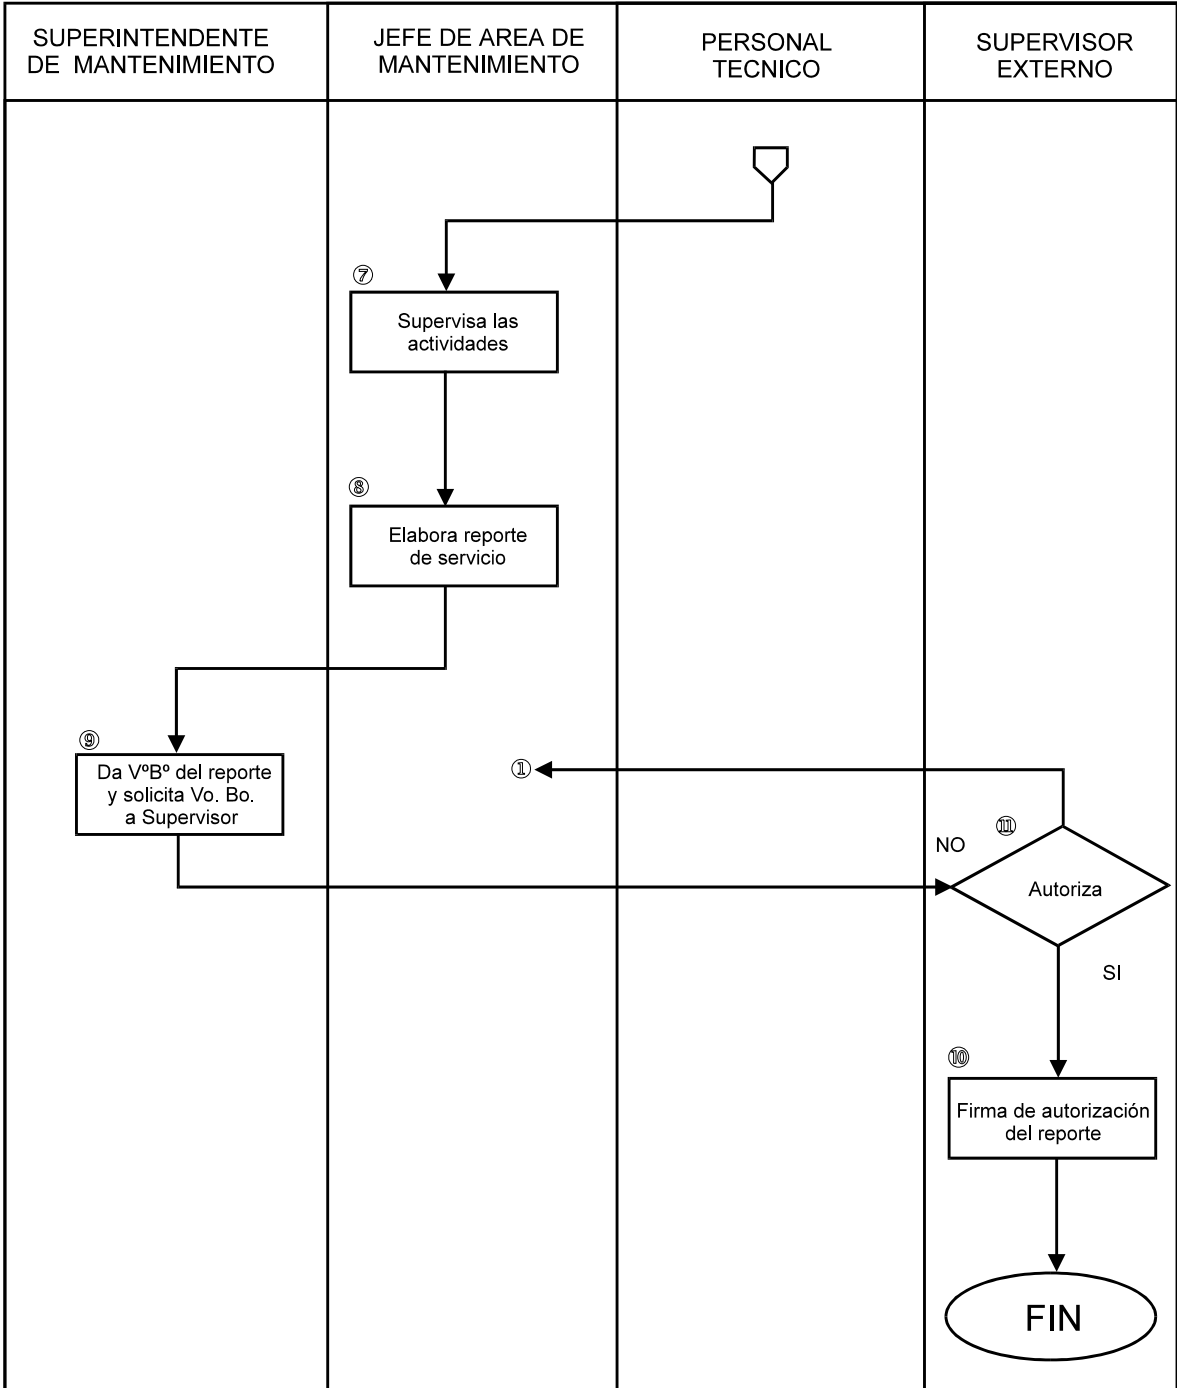 SUPERINTENDENTE
DE MANTENIMIENTO
JEFE DE AREA DE
MANTENIMIENTO
PERSONAL
TECNICO
SUPERVISOR
EXTERNO
⑦
Supervisa las
actividades
⑧
Elabora reporte
de servicio
⑨
Da VºBº del reporte
y solicita Vo. Bo.
a Supervisor
①
⑪
NO
Autoriza
SI
⑩
Firma de autorización
del reporte
FIN